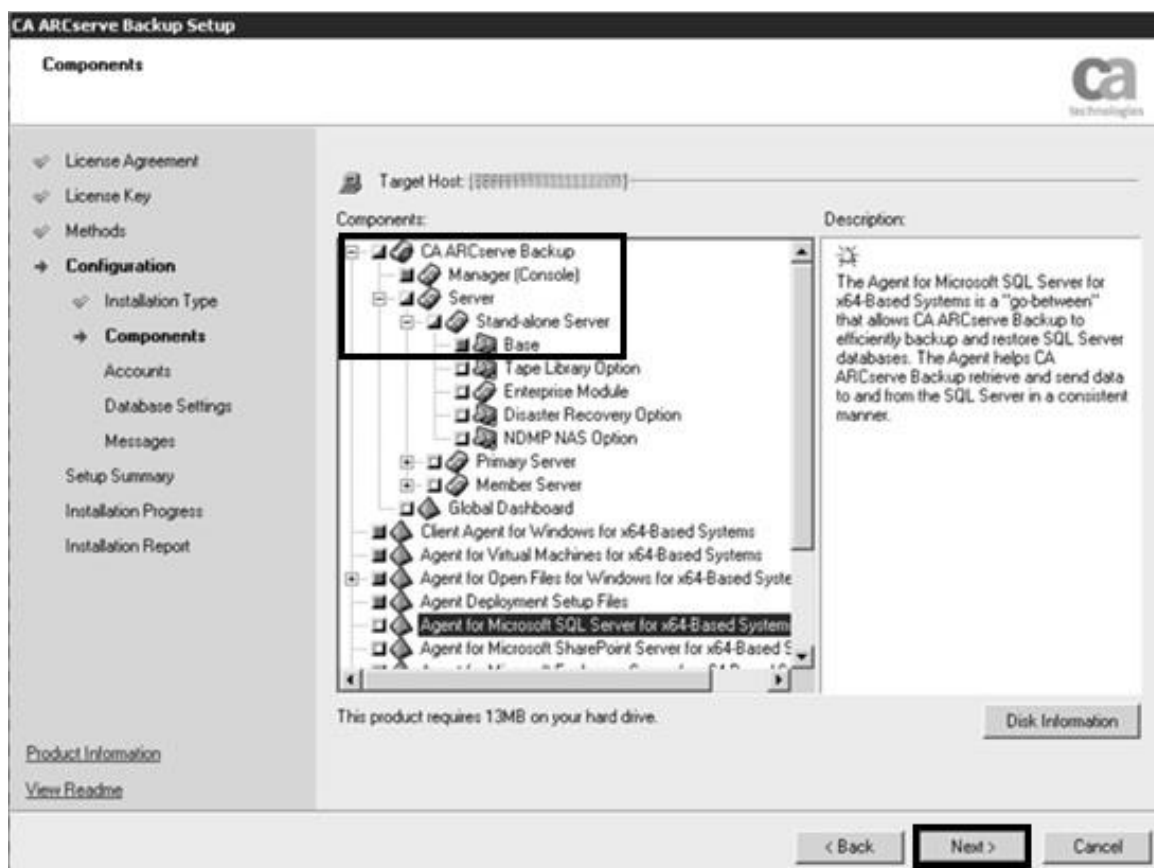 CA ARCserve Backup Setup
Components
ca
technologies
License Agreement
License Key
Methods
Configuration
Installation Type
Components
Accounts
Database Settings
Messages
Setup Summary
Installation Progress
Installation Report
Product Information
View Readme
Target Host:
Components:
CA ARCserve Backup
Manager (Console)
Server
Stand-alone Server
Base
Tape Library Option
Enterprise Module
Disaster Recovery Option
NDMP NAS Option
Primary Server
Member Server
Global Dashboard
Client Agent for Windows for x64-Based Systems
Agent for Virtual Machines for x64-Based Systems
Agent for Open Files for Windows for x64-Based Syste
Agent Deployment Setup Files
Agent for Microsoft SQL Server for x64-Based System
Agent for Microsoft SharePoint Server for x64-Based S
This product requires 13MB on your hard drive.
Description:
The Agent for Microsoft SQL Server for
x64-Based Systems is a "go-between"
that allows CA ARCserve Backup to
efficiently backup and restore SQL Server
databases. The Agent helps CA
ARCserve Backup retrieve and send data
to and from the SQL Server in a consistent
manner.
Disk Information
< Back
Next >
Cancel